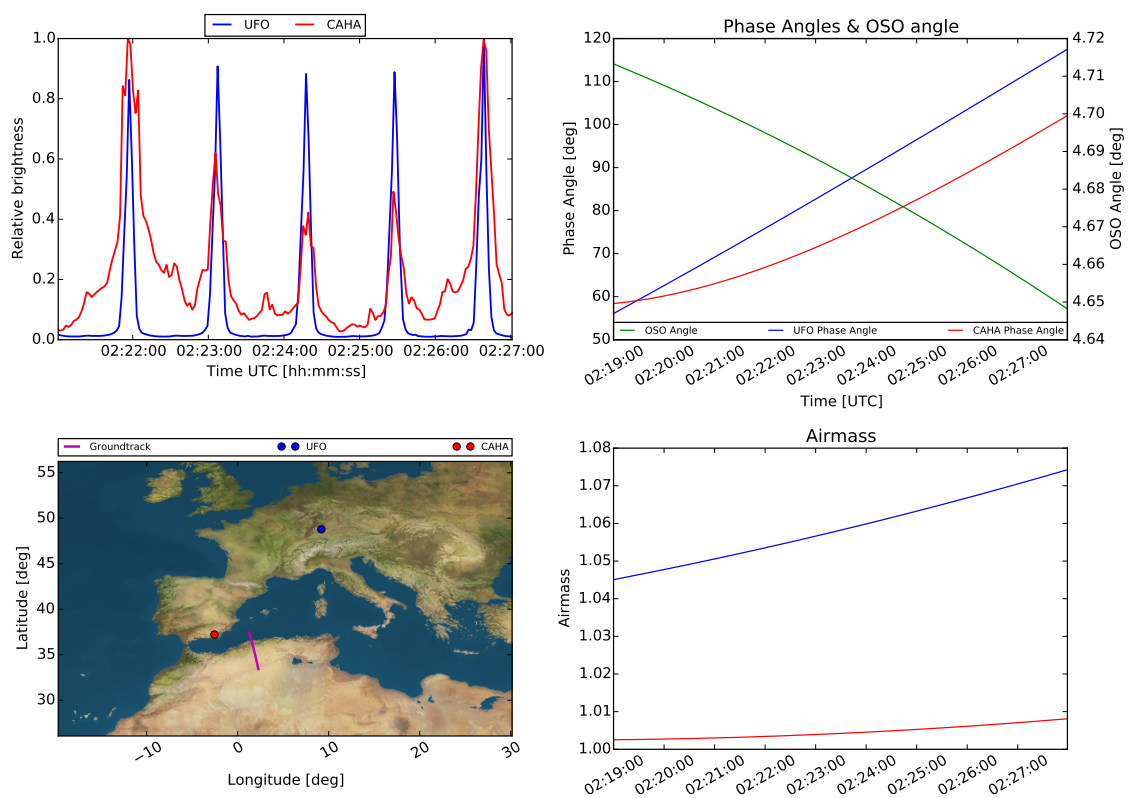 UFO CAHA
1.0
0.8
0.6
0.4
0.2
0.0
Relative brightness
02:22:00 02:23:00 02:24:00 02:25:00 02:26:00 02:27:00
Time UTC [hh:mm:ss]
Phase Angles & OSO angle
120
110
100
90
80
70
60
50
Phase Angle [deg]
4.72
4.71
4.70
4.69
4.68
4.67
4.66
4.65
4.64
OSO Angle [deg]
OSO Angle UFO Phase Angle CAHA Phase Angle
02:19:00 02:20:00 02:21:00 02:22:00 02:23:00 02:24:00 02:25:00 02:26:00 02:27:00
Time [UTC]
Groundtrack UFO CAHA
55
50
45
40
35
30
Latitude [deg]
−10 0 10 20 30
Longitude [deg]
Airmass
1.08
1.07
1.06
1.05
1.04
1.03
1.02
1.01
1.00
Airmass
02:19:00 02:20:00 02:21:00 02:22:00 02:23:00 02:24:00 02:25:00 02:26:00 02:27:00